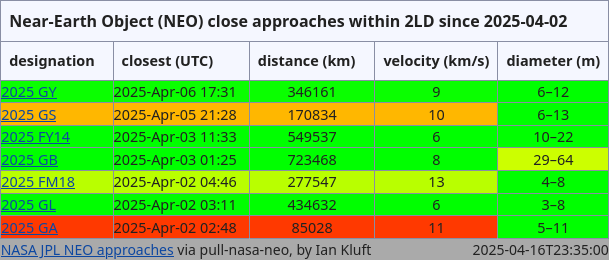 Near-Earth Object (NEO) close approaches within 2LD since 2025-04-02
designation closest (UTC) distance (km) velocity (km/s) diameter (m)
2025 GY 2025-Apr-06 17:31 346161 9 6–12
2025 GS 2025-Apr-05 21:28 170834 10 6–13
2025 FY14 2025-Apr-03 11:33 549537 6 10–22
2025 GB 2025-Apr-03 01:25 723468 8 29–64
2025 FM18 2025-Apr-02 04:46 277547 13 4–8
2025 GL 2025-Apr-02 03:11 434632 6 3–8
2025 GA 2025-Apr-02 02:48 85028 11 5–11
NASA JPL NEO approaches via pull-nasa-neo, by Ian Kluft 2025-04-16T23:35:00